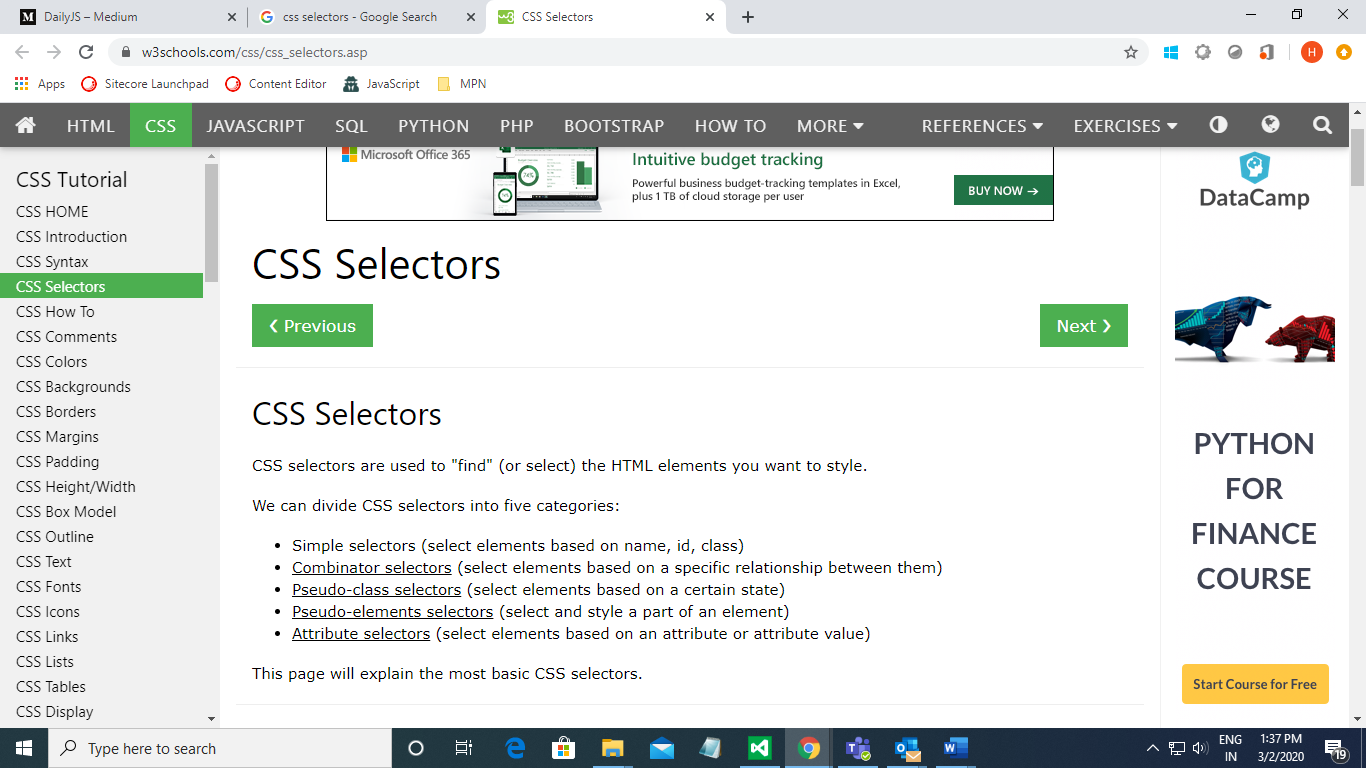 DailyJS – Medium
css selectors - Google Search
CSS Selectors
w3schools.com/css/css_selectors.asp
H
Apps
Sitecore Launchpad
Content Editor
JavaScript
MPN
HTML
CSS
JAVASCRIPT
SQL
PYTHON
PHP
BOOTSTRAP
HOW TO
MORE
REFERENCES
EXERCISES
CSS Tutorial
CSS HOME
CSS Introduction
CSS Syntax
CSS Selectors
CSS How To
CSS Comments
CSS Colors
CSS Backgrounds
CSS Borders
CSS Margins
CSS Padding
CSS Height/Width
CSS Box Model
CSS Outline
CSS Text
CSS Fonts
CSS Icons
CSS Links
CSS Lists
CSS Tables
CSS Display
Microsoft Office 365
Intuitive budget tracking
Powerful business budget-tracking templates in Excel,
plus 1 TB of cloud storage per user
BUY NOW →
CSS Selectors
❮ Previous
Next ❯
CSS Selectors
CSS selectors are used to "find" (or select) the HTML elements you want to style.
We can divide CSS selectors into five categories:
• Simple selectors (select elements based on name, id, class)
• Combinator selectors (select elements based on a specific relationship between them)
• Pseudo-class selectors (select elements based on a certain state)
• Pseudo-elements selectors (select and style a part of an element)
• Attribute selectors (select elements based on an attribute or attribute value)
This page will explain the most basic CSS selectors.
DataCamp
PYTHON
FOR
FINANCE
COURSE
Start Course for Free
Type here to search
ENG
IN
1:37 PM
3/2/2020
19